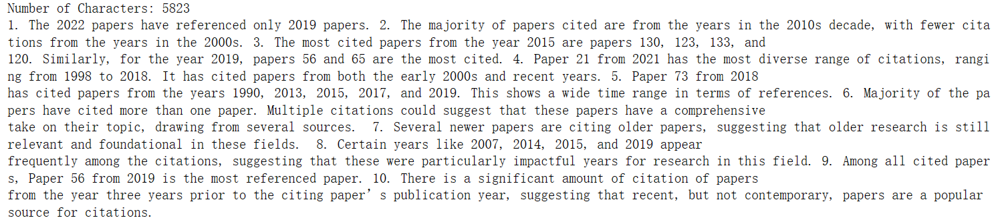 Number of Characters: 5823
1. The 2022 papers have referenced only 2019 papers. 2. The majority of papers cited are from the years in the 2010s decade, with fewer cita
tions from the years in the 2000s. 3. The most cited papers from the year 2015 are papers 130, 123, 133, and
120. Similarly, for the year 2019, papers 56 and 65 are the most cited. 4. Paper 21 from 2021 has the most diverse range of citations, rangi
ng from 1998 to 2018. It has cited papers from both the early 2000s and recent years. 5. Paper 73 from 2018
has cited papers from the years 1990, 2013, 2015, 2017, and 2019. This shows a wide time range in terms of references. 6. Majority of the pa
pers have cited more than one paper. Multiple citations could suggest that these papers have a comprehensive
take on their topic, drawing from several sources.  7. Several newer papers are citing older papers, suggesting that older research is still
relevant and foundational in these fields.  8. Certain years like 2007, 2014, 2015, and 2019 appear
frequently among the citations, suggesting that these were particularly impactful years for research in this field. 9. Among all cited paper
s, Paper 56 from 2019 is the most referenced paper. 10. There is a significant amount of citation of papers
from the year three years prior to the citing paper’s publication year, suggesting that recent, but not contemporary, papers are a popular
source for citations.